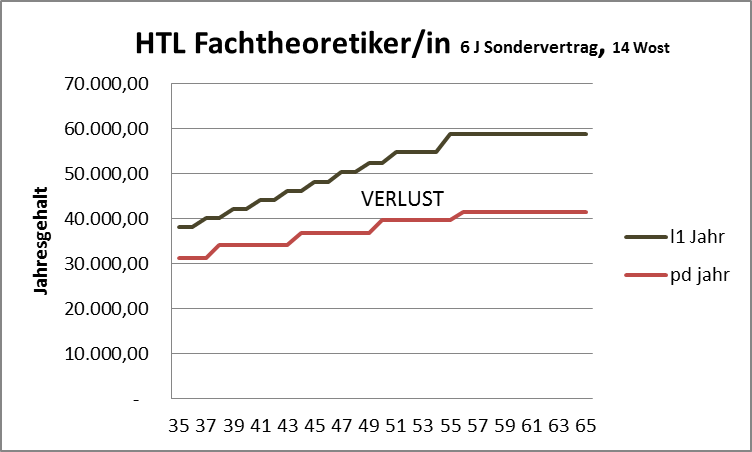 HTL Fachtheoretiker/in 6 J Sondervertrag, 14 Wost
70.000,00
60.000,00
50.000,00
40.000,00
30.000,00
20.000,00
10.000,00
-
Jahresgehalt
VERLUST
l1 Jahr
pd jahr
35 37 39 41 43 45 47 49 51 53 55 57 59 61 63 65